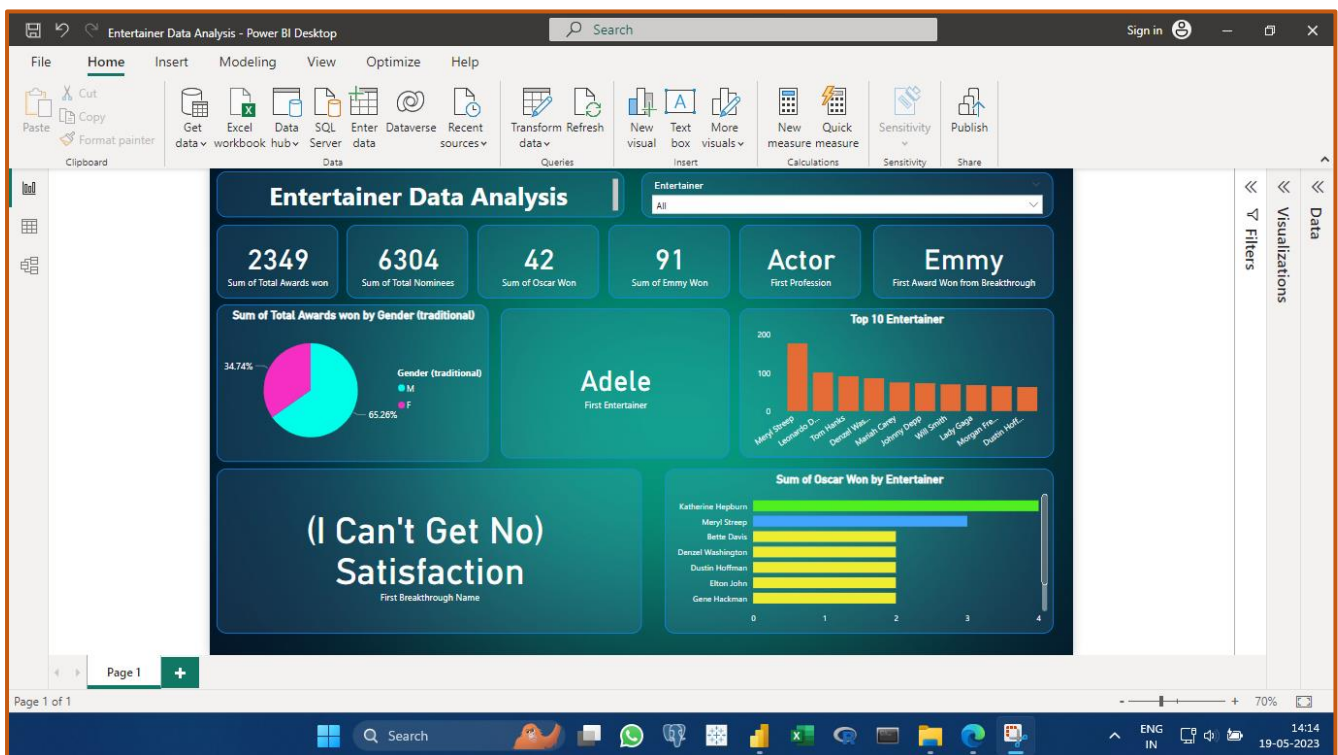 Entertainer Data Analysis - Power BI Desktop
Search
Sign in
File Home Insert Modeling View Optimize Help
Paste
Cut
Copy
Format painter
Clipboard
Get data
Excel workbook
Data hub
SQL Server
Enter data
Dataverse
Recent sources
Data
Transform data
Refresh
Queries
New visual
Text box
More visuals
Insert
New measure
Quick measure
Calculations
Sensitivity
Sensitivity
Publish
Share
Entertainer Data Analysis
Entertainer
All
2349
Sum of Total Awards won
6304
Sum of Total Nominees
42
Sum of Oscar Won
91
Sum of Emmy Won
Actor
First Profession
Emmy
First Award Won from Breakthrough
Sum of Total Awards won by Gender (traditional)
34.74%
65.26%
Gender (traditional)
M
F
Adele
First Entertainer
Top 10 Entertainer
200
100
0
Meryl Streep
Leonardo D...
Tom Hanks
Denzel Was...
Mariah Carey
Johnny Depp
Will Smith
Lady Gaga
Morgan Fre...
Dustin Hoff...
(I Can't Get No)
Satisfaction
First Breakthrough Name
Sum of Oscar Won by Entertainer
Katherine Hepburn
Meryl Streep
Bette Davis
Denzel Washington
Dustin Hoffman
Elton John
Gene Hackman
0 1 2 3 4
Filters
Visualizations
Data
Page 1
Page 1 of 1
- + 70%
Search
ENG
IN
14:14
19-05-2023